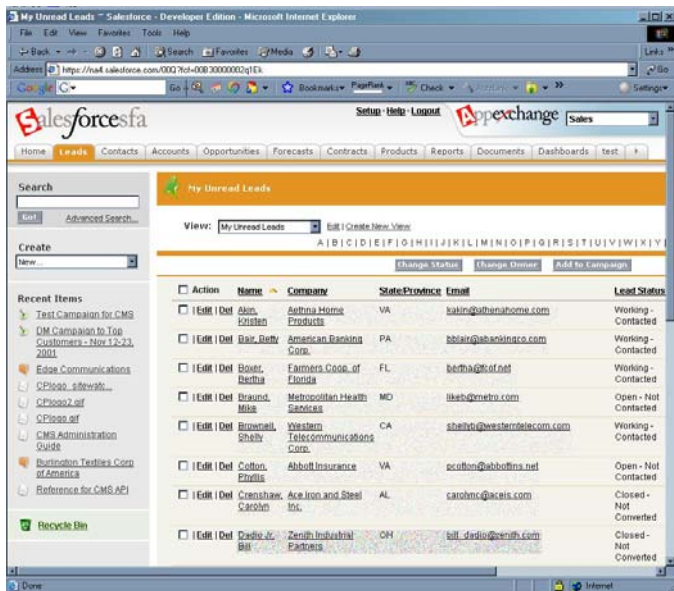 My Unread Leads ~ Salesforce - Developer Edition - Microsoft Internet Explorer
File Edit View Favorites Tools Help
Back Search Favorites Media Links »
Address https://na4.salesforce.com/00Q?fcf=00B30000002q1Ek Go
Google G Go Bookmarks PageRank Check » Settings
Setup · Help · Logout
Salesforcesfa Appexchange Sales
Home Leads Contacts Accounts Opportunities Forecasts Contracts Products Reports Documents Dashboards test
Search
Go!
Advanced Search...
Create
New...
Recent Items
Test Campaign for CMS
DM Campaign to Top
Customers - Nov 12-23,
2001
Edge Communications
CPlogo_sitewatc...
CPlogo2.gif
CPlogo.gif
CMS Administration
Guide
Burlington Textiles Corp
of America
Reference for CMS API
Recycle Bin
My Unread Leads
View: My Unread Leads Edit | Create New View
A | B | C | D | E | F | G | H | I | J | K | L | M | N | O | P | Q | R | S | T | U | V | W | X | Y
Change Status Change Owner Add to Campaign
Action Name Company State/Province Email Lead Status
| Edit | Del Akin, Kristen Aethna Home Products VA kakin@athenahome.com Working - Contacted
| Edit | Del Bair, Betty American Banking Corp. PA bblair@abankingco.com Working - Contacted
| Edit | Del Boxer, Bertha Farmers Coop. of Florida FL bertha@fcof.net Working - Contacted
| Edit | Del Braund, Mike Metropolitan Health Services MD likeb@metro.com Open - Not Contacted
| Edit | Del Brownell, Shelly Western Telecommunications Corp. CA shellyb@westerntelecom.com Working - Contacted
| Edit | Del Cotton, Phyllis Abbott Insurance VA pcotton@abbottins.net Open - Not Contacted
| Edit | Del Crenshaw, Carolyn Ace Iron and Steel Inc. AL carolync@aceis.com Closed - Not Converted
| Edit | Del Dadio Jr, Bill Zenith Industrial Partners OH bill_dadio@zenith.com Closed - Not Converted
Done Internet